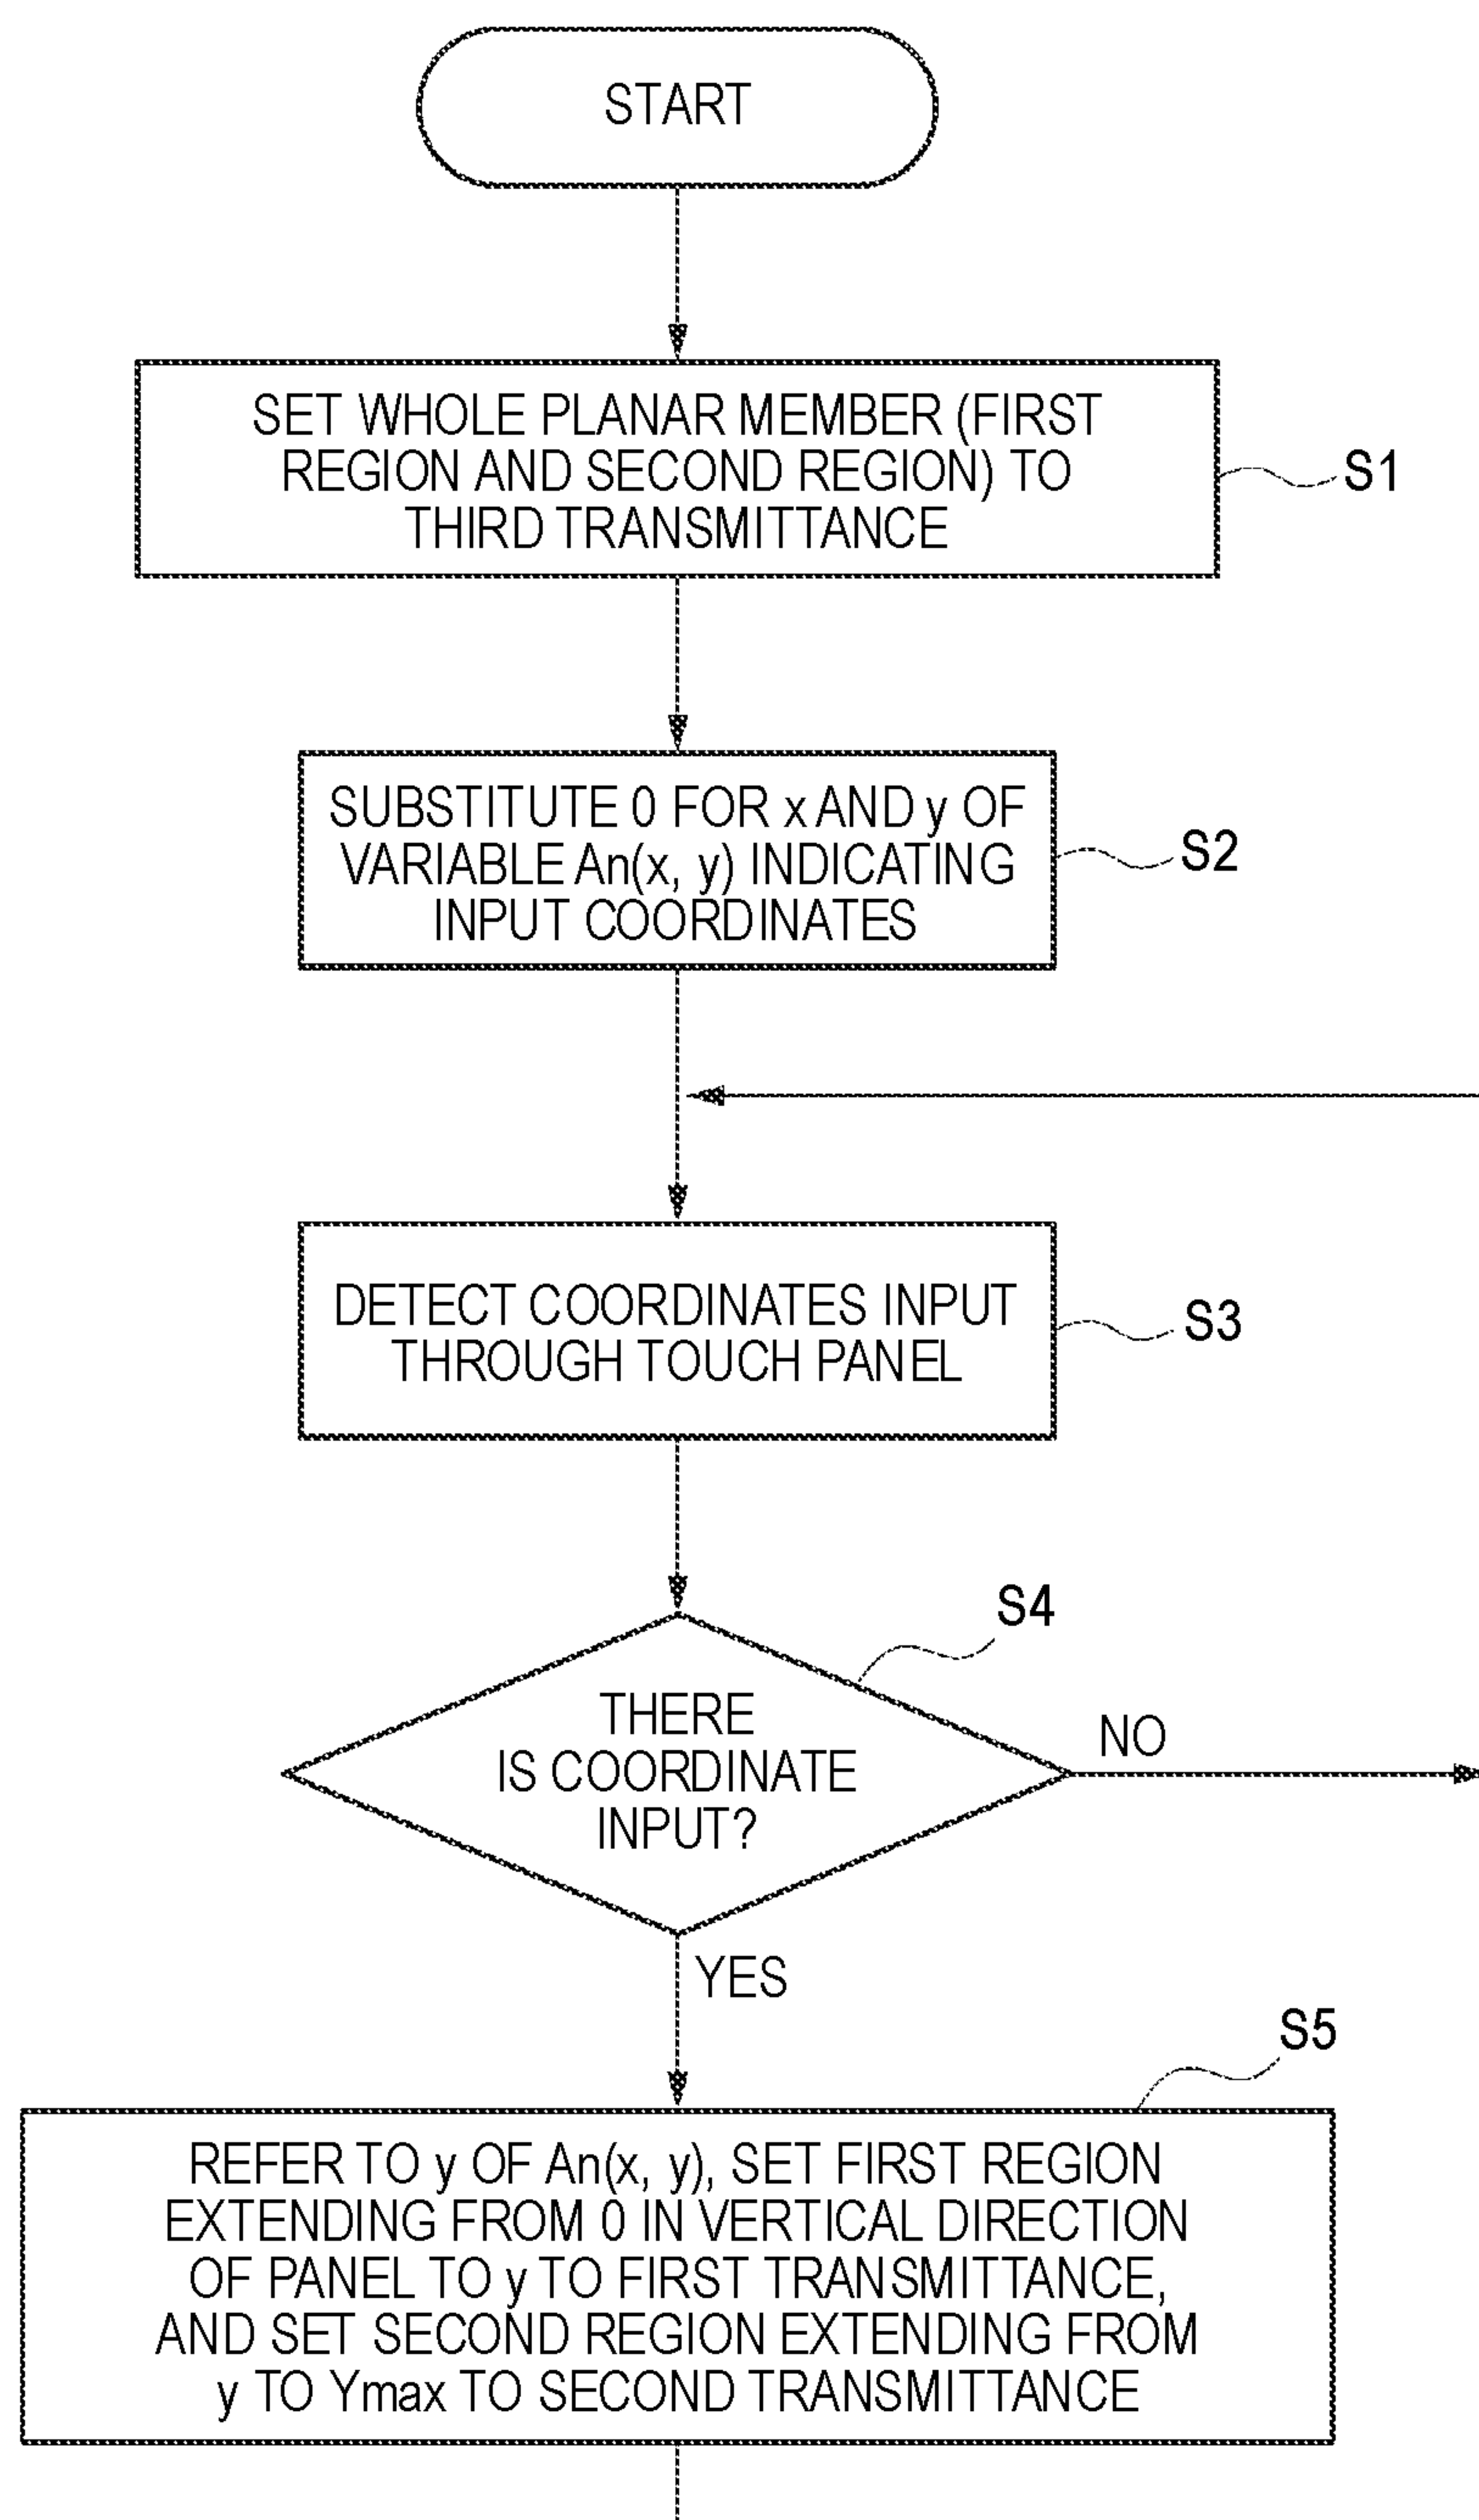 START
SET WHOLE PLANAR MEMBER (FIRST
REGION AND SECOND REGION) TO
THIRD TRANSMITTANCE
S1
SUBSTITUTE 0 FOR x AND y OF
VARIABLE An(x, y) INDICATING
INPUT COORDINATES
S2
DETECT COORDINATES INPUT
THROUGH TOUCH PANEL
S3
S4
THERE
IS COORDINATE
INPUT?
NO
YES
S5
REFER TO y OF An(x, y), SET FIRST REGION
EXTENDING FROM 0 IN VERTICAL DIRECTION
OF PANEL TO y TO FIRST TRANSMITTANCE,
AND SET SECOND REGION EXTENDING FROM
y TO Ymax TO SECOND TRANSMITTANCE